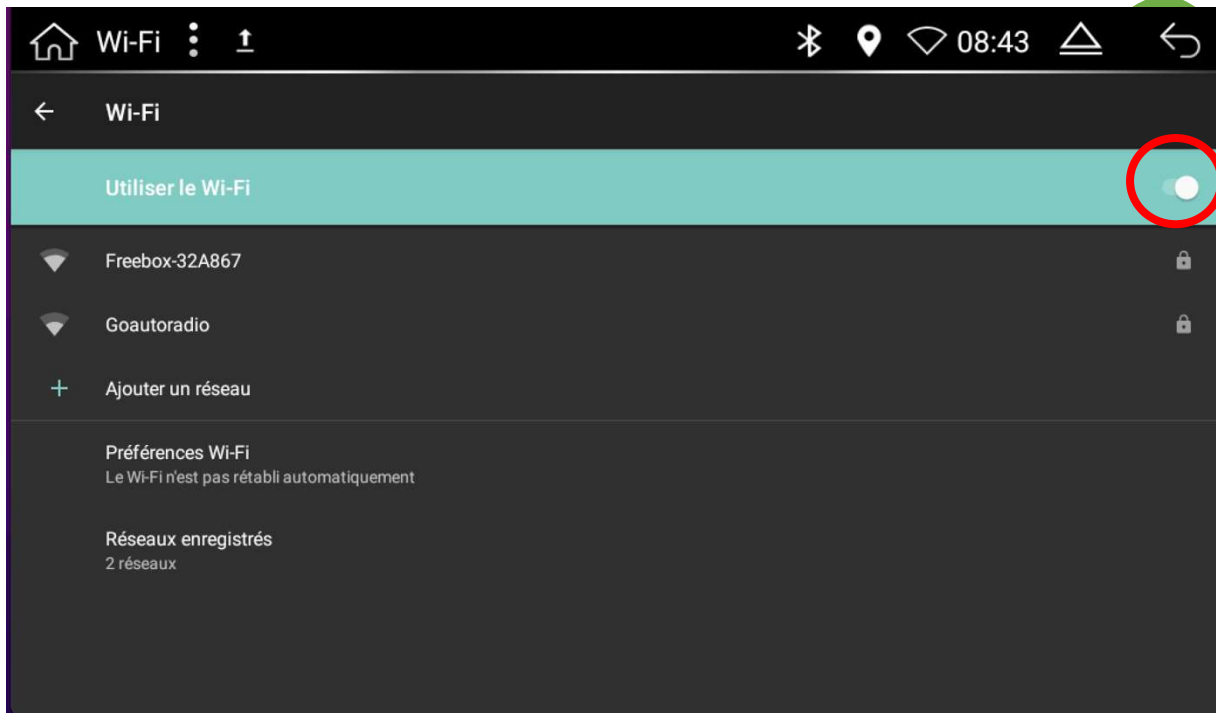 Wi-Fi 08:43
Wi-Fi
Utiliser le Wi-Fi
Freebox-32A867
Goautoradio
Ajouter un réseau
Préférences Wi-Fi
Le Wi-Fi n'est pas rétabli automatiquement
Réseaux enregistrés
2 réseaux